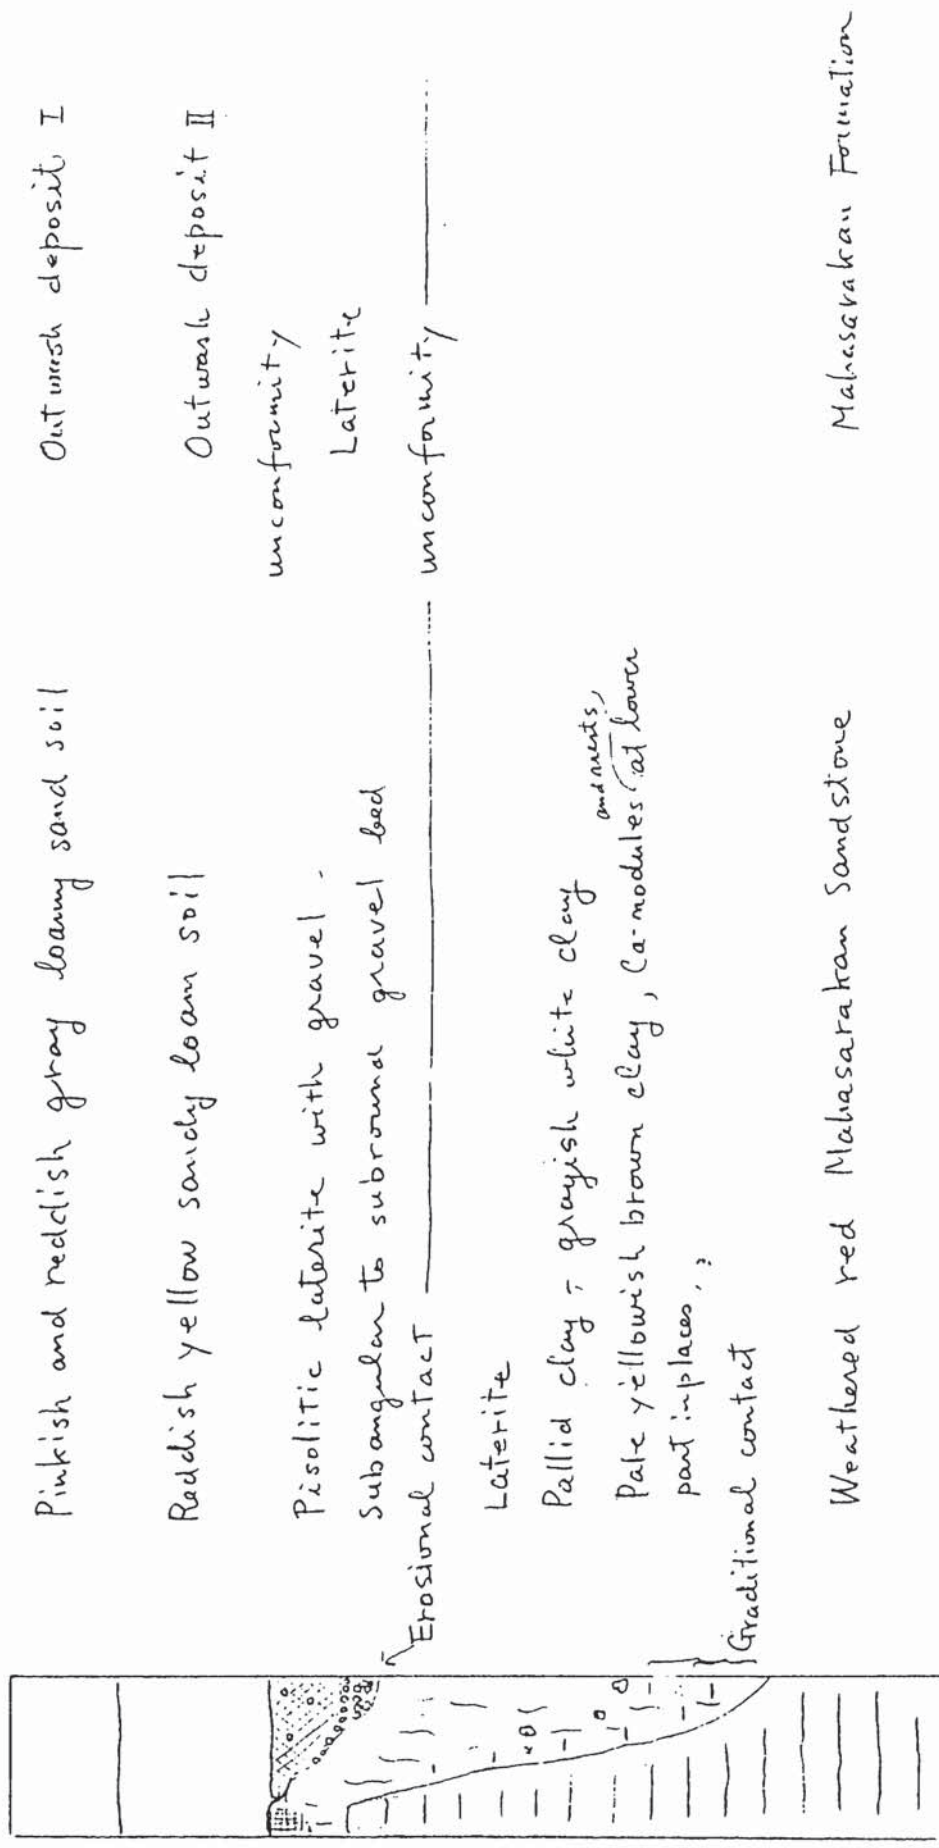 Pinkish and reddish gray loamy sand soil
Outwash deposit I
Reddish yellow sandy loam soil
Outwash deposit II
unconformity
Pisolitic laterite with gravel.
Laterite
Subangular to subround gravel bed
Erosional contact
unconformity
Laterite
Pallid clay, grayish white clay
Pale yellowish brown clay, Ca-nodules at lower
part in places,
Graditional contact
Weathered red Mahasarakan Sandstone
Mahasarakan Formation